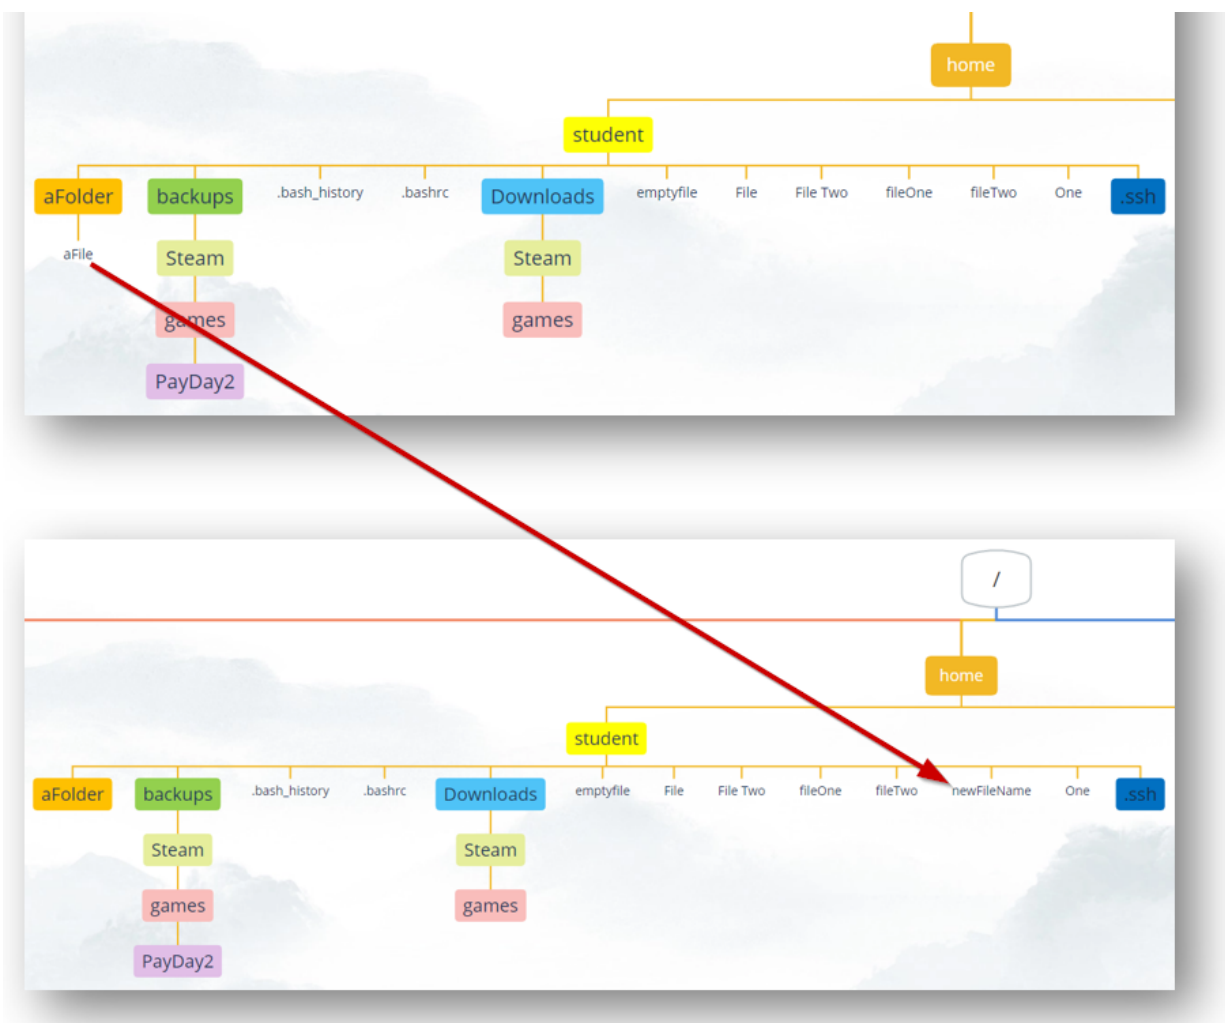 home
student
aFolder backups .bash_history .bashrc Downloads emptyfile File File Two fileOne fileTwo One .ssh
aFile Steam Steam
games games
PayDay2
/
home
student
aFolder backups .bash_history .bashrc Downloads emptyfile File File Two fileOne fileTwo newFileName One .ssh
Steam Steam
games games
PayDay2